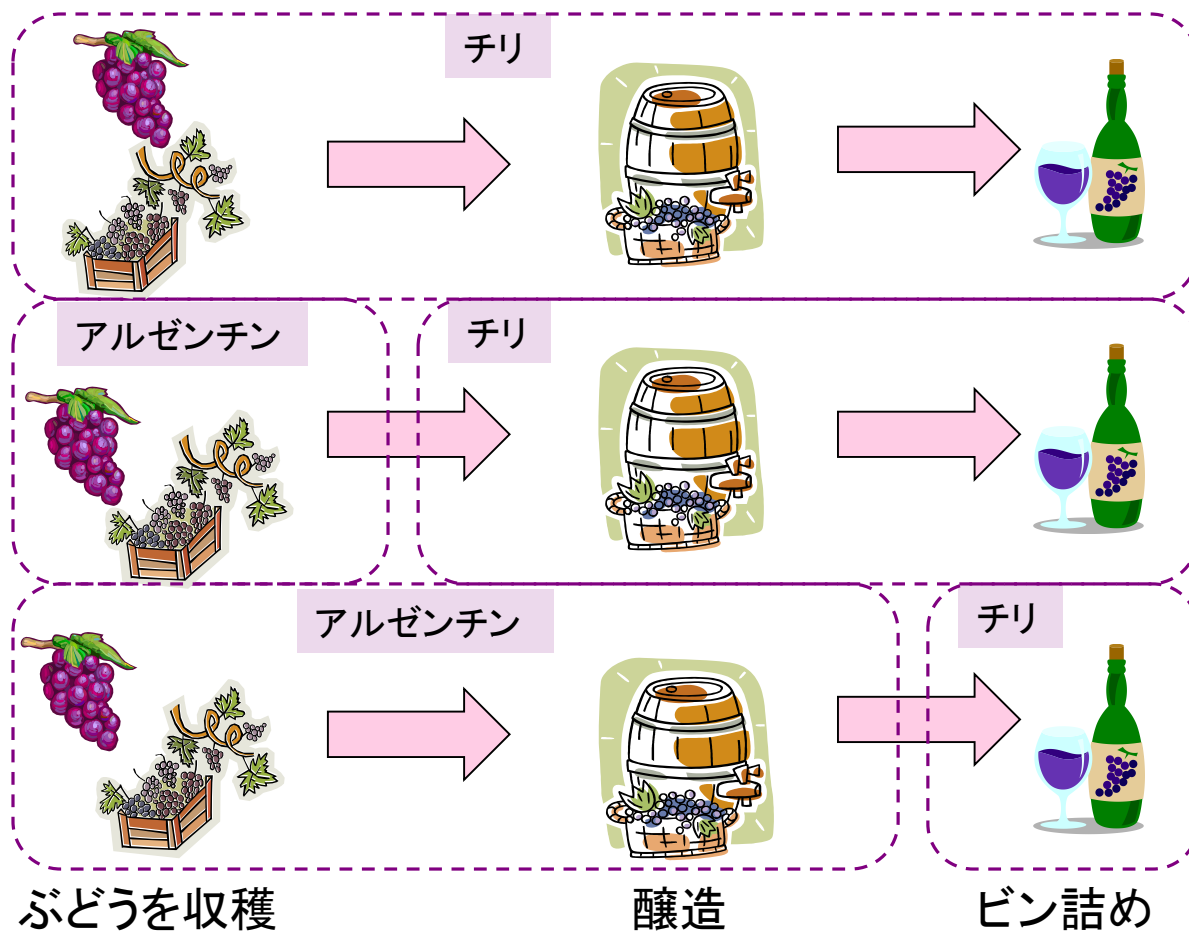 チリ
アルゼンチン
チリ
アルゼンチン
チリ
ぶどうを収穫
醸造
ビン詰め